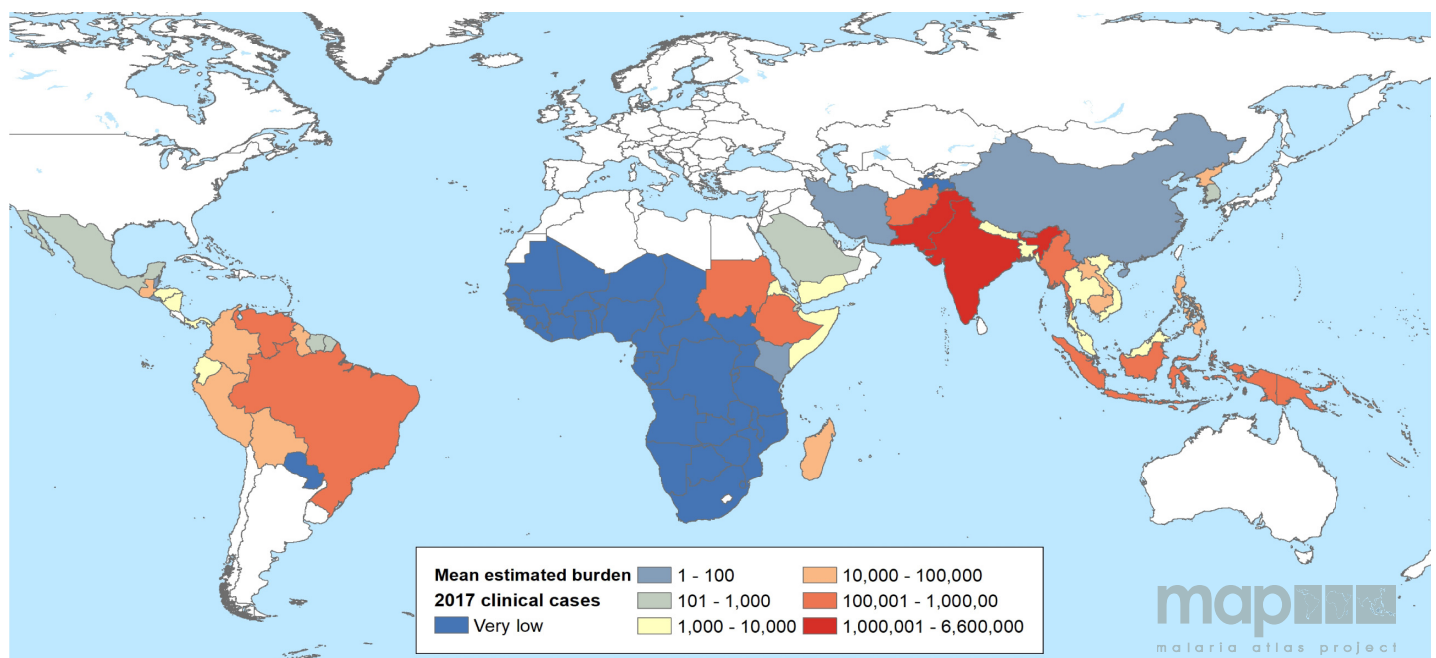 Mean estimated burden
2017 clinical cases
Very low
1 - 100
101 - 1,000
1,000 - 10,000
10,000 - 100,000
100,001 - 1,000,00
1,000,001 - 6,600,000
map
malaria atlas project